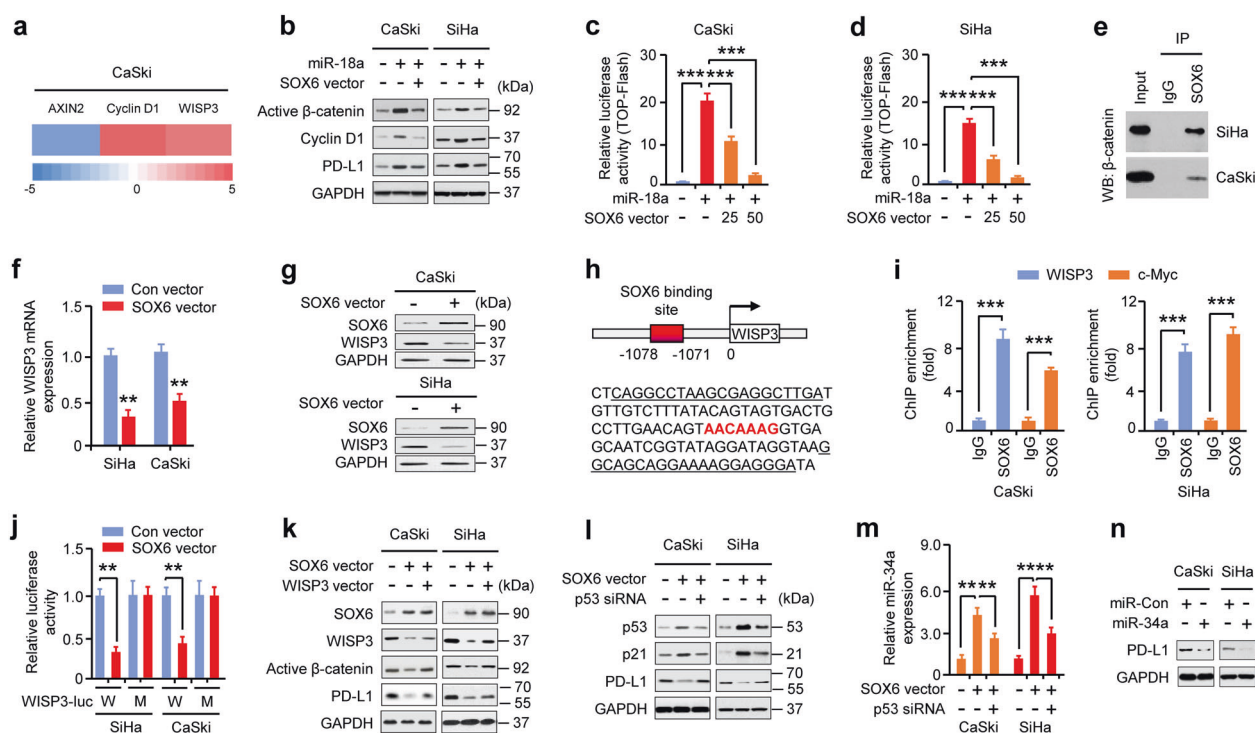 a
CaSki
AXIN2 Cyclin D1 WISP3
-5 0 5
b
CaSki SiHa
miR-18a - + + - + +
SOX6 vector - - + - - + (kDa)
Active β-catenin 92
Cyclin D1 37
PD-L1 70
55
GAPDH 37
c
CaSki
Relative luciferase
activity (TOP-Flash)
30
20
10
0
***
******
miR-18a - + + +
SOX6 vector - - 25 50
d
SiHa
Relative luciferase
activity (TOP-Flash)
30
20
10
0
***
******
miR-18a - + + +
SOX6 vector - - 25 50
e
IP
Input
IgG
SOX6
WB: β-catenin
SiHa
CaSki
f
Con vector
SOX6 vector
Relative WISP3 mRNA
expression
1.5
1.0
0.5
0
** **
SiHa CaSki
g
CaSki
SOX6 vector - + (kDa)
SOX6 90
WISP3 37
GAPDH 37
SiHa
SOX6 vector - +
SOX6 90
WISP3 37
GAPDH 37
h
SOX6 binding
site
WISP3
-1078 -1071 0
CTCAGGCCTAAGCGAGGCTTGAT
GTTGTCTTTATACAGTAGTGACTG
CCTTGAACAGTAACAAAGGGTGA
GCAATCGGTATAGGATAGGTAAGG
GCAGCAGGAAAAGGAGGGATA
i
WISP3 c-Myc
ChIP enrichment
(fold)
12
8
4
0
***
***
IgG SOX6 IgG SOX6
CaSki
ChIP enrichment
(fold)
12
8
4
0
***
***
IgG SOX6 IgG SOX6
SiHa
j
Con vector
SOX6 vector
Relative luciferase
activity
1.5
1.0
0.5
0
** **
WISP3-luc W M W M
SiHa CaSki
k
CaSki SiHa
SOX6 vector - + + - + +
WISP3 vector - - + - - + (kDa)
SOX6 90
WISP3 37
Active β-catenin 92
PD-L1 70
55
GAPDH 37
l
CaSki SiHa
SOX6 vector - + + - + +
p53 siRNA - - + - - + (kDa)
p53 53
p21 21
PD-L1 70
55
GAPDH 37
m
Relative miR-34a
expression
9.0
6.0
3.0
0
**** ****
SOX6 vector - + + - + +
p53 siRNA - - + - - +
CaSki SiHa
n
CaSki SiHa
miR-Con + - + -
miR-34a - + - +
PD-L1
GAPDH